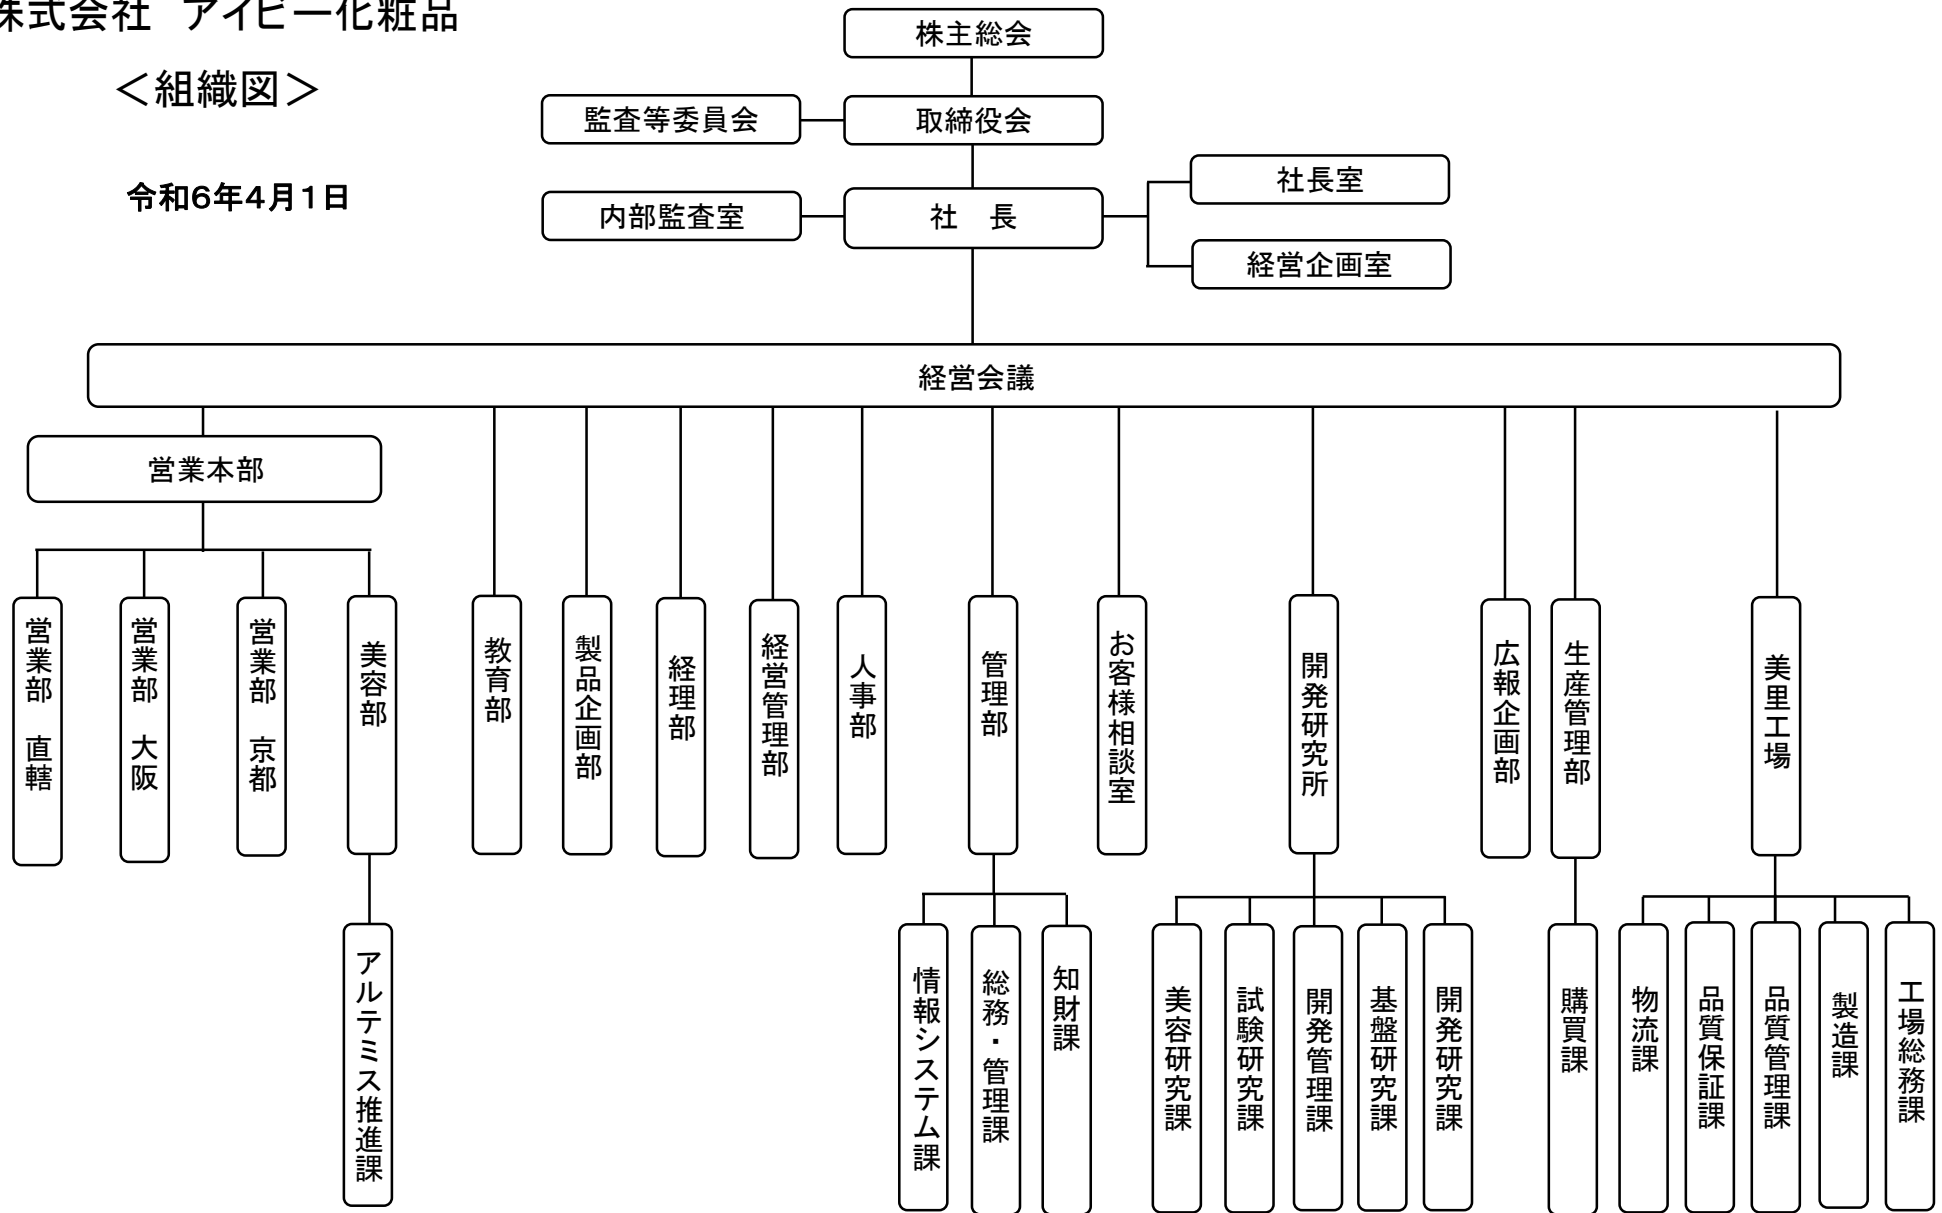 株式会社 アイビー化粧品
＜組織図＞
令和6年4月1日
株主総会
監査等委員会
取締役会
社長室
内部監査室
社　長
経営企画室
経営会議
営業本部
営業部　直轄
営業部　大阪
営業部　京都
美容部
教育部
製品企画部
経理部
経営管理部
人事部
管理部
お客様相談室
開発研究所
広報企画部
生産管理部
美里工場
アルテミス推進課
情報システム課
総務・管理課
知財課
美容研究課
試験研究課
開発管理課
基盤研究課
開発研究課
購買課
物流課
品質保証課
品質管理課
製造課
工場総務課